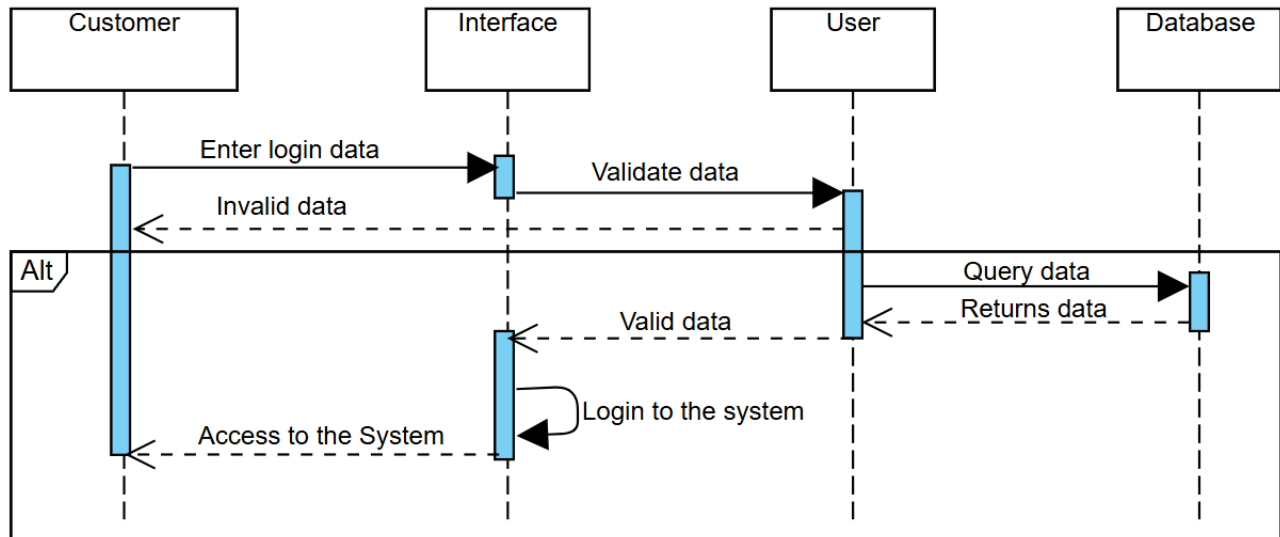 Customer
Interface
User
Database
Enter login data
Validate data
Invalid data
Alt
Query data
Returns data
Valid data
Login to the system
Access to the System